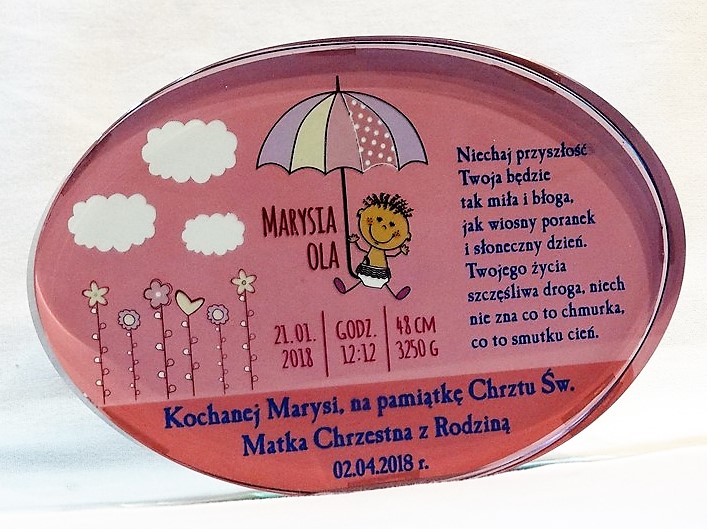 MARYSIA
OLA
21.01.
2018
GODZ.
12:12
48 CM
3250 G
Niechaj przyszłość
Twoja będzie
tak miła i błoga,
jak wiosny poranek
i słoneczny dzień.
Twojego życia
szczęśliwa droga, niech
nie zna co to chmurka,
co to smutku cień.
Kochanej Marysi, na pamiątkę Chrztu Św.
Matka Chrzestna z Rodziną
02.04.2018 r.